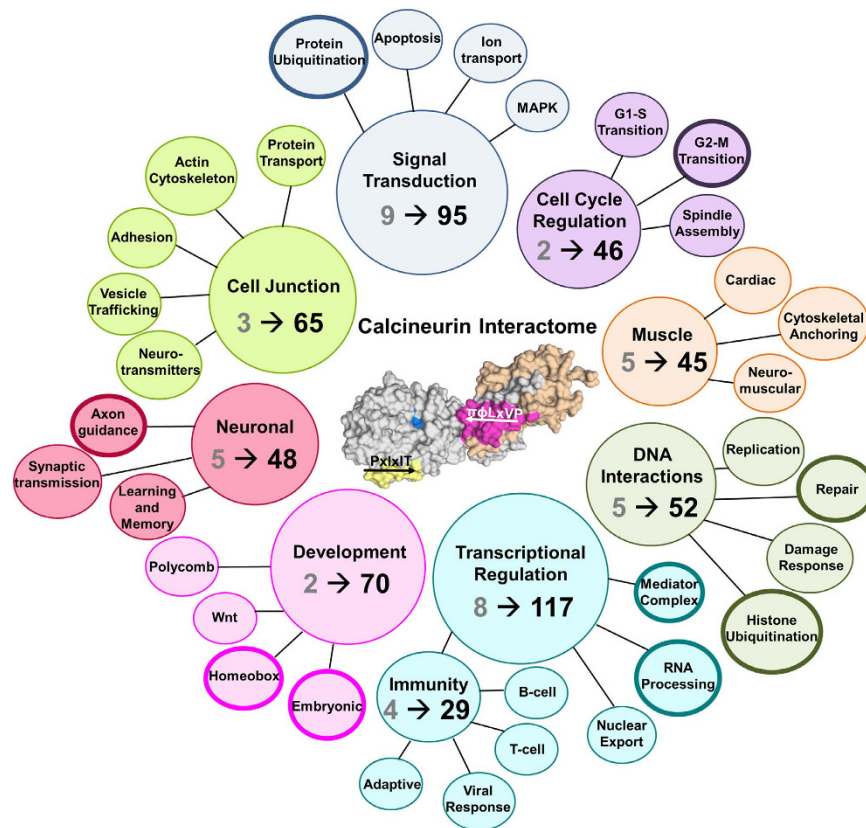 Protein
Ubiquitination
Apoptosis
Ion
transport
MAPK
Signal
Transduction
9 → 95
G1-S
Transition
G2-M
Transition
Spindle
Assembly
Cell Cycle
Regulation
2 → 46
Protein
Transport
Actin
Cytoskeleton
Adhesion
Vesicle
Trafficking
Neuro-
transmitters
Cell Junction
3 → 65
Calcineurin Interactome
πϕLxVP
PxIxIT
Cardiac
Cytoskeletal
Anchoring
Neuro-
muscular
Muscle
5 → 45
Axon
guidance
Synaptic
transmission
Learning
and
Memory
Neuronal
5 → 48
DNA
Interactions
5 → 52
Replication
Repair
Damage
Response
Histone
Ubiquitination
Development
2 → 70
Polycomb
Wnt
Homeobox
Embryonic
Transcriptional
Regulation
8 → 117
Mediator
Complex
RNA
Processing
Nuclear
Export
Immunity
4 → 29
B-cell
T-cell
Viral
Response
Adaptive